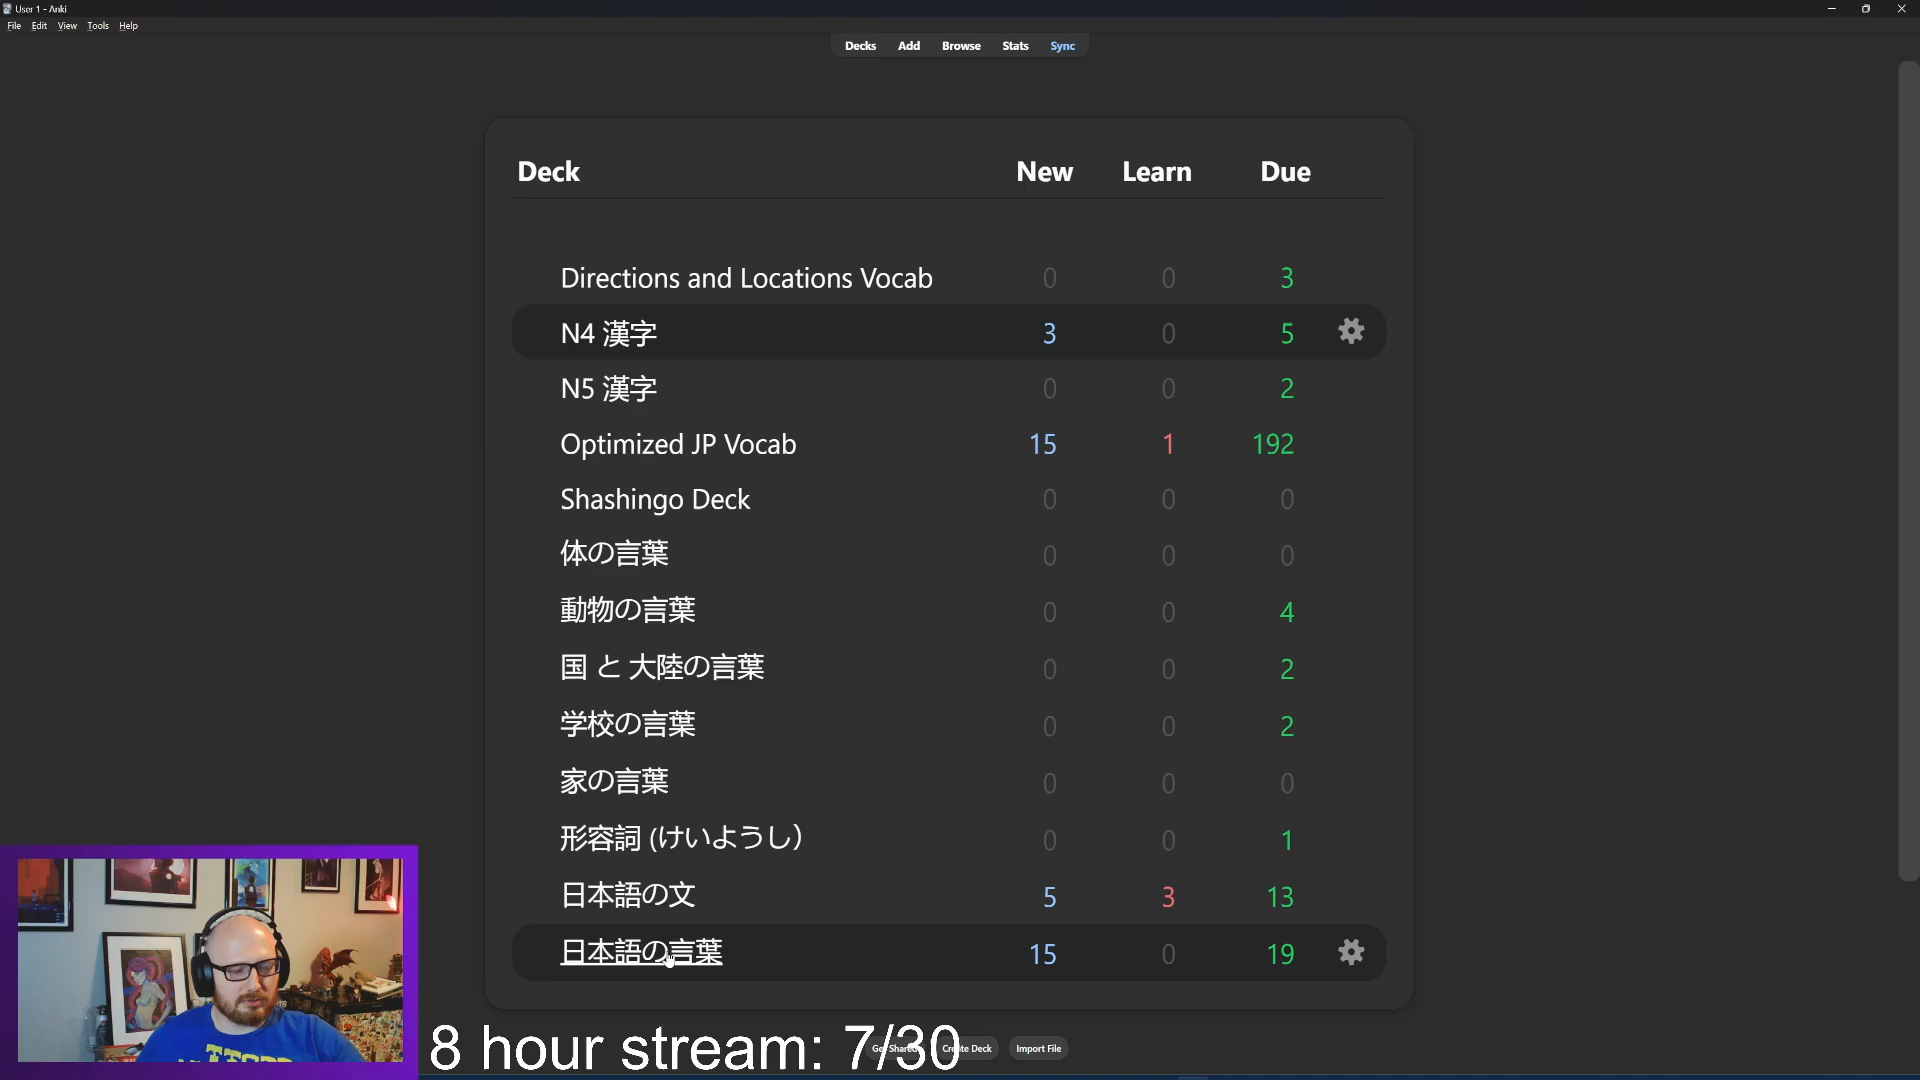 User 1 - Anki
File Edit View Tools Help
Decks Add Browse Stats Sync
Deck New Learn Due
Directions and Locations Vocab 0 0 3
N4 漢字 3 0 5
N5 漢字 0 0 2
Optimized JP Vocab 15 1 192
Shashingo Deck 0 0 0
体の言葉 0 0 0
動物の言葉 0 0 4
国 と 大陸の言葉 0 0 2
学校の言葉 0 0 2
家の言葉 0 0 0
形容詞 (けいようし） 0 0 1
日本語の文 5 3 13
日本語の言葉 15 0 19
8 hour stream: 7/30
Get Shared Create Deck Import File